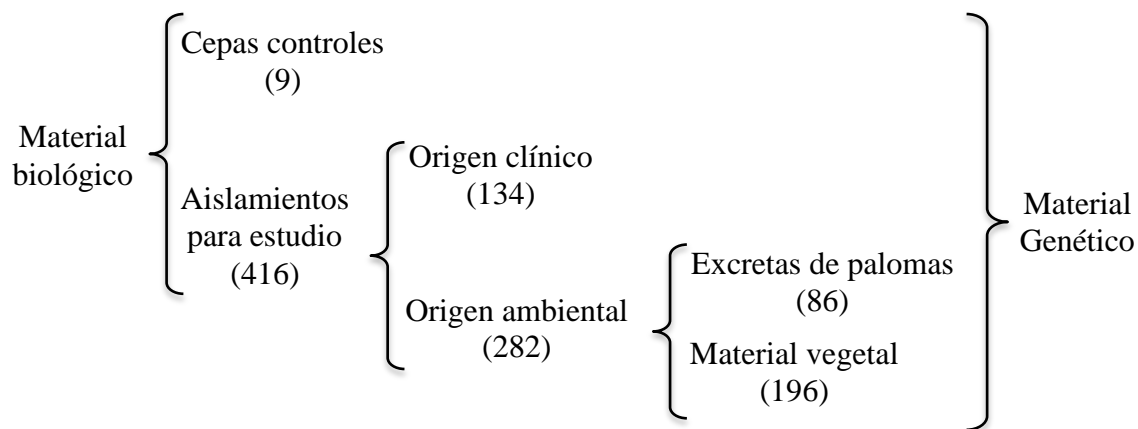 Material
biológico
Cepas controles
(9)
Aislamientos
para estudio
(416)
Origen clínico
(134)
Origen ambiental
(282)
Excretas de palomas
(86)
Material vegetal
(196)
Material
Genético